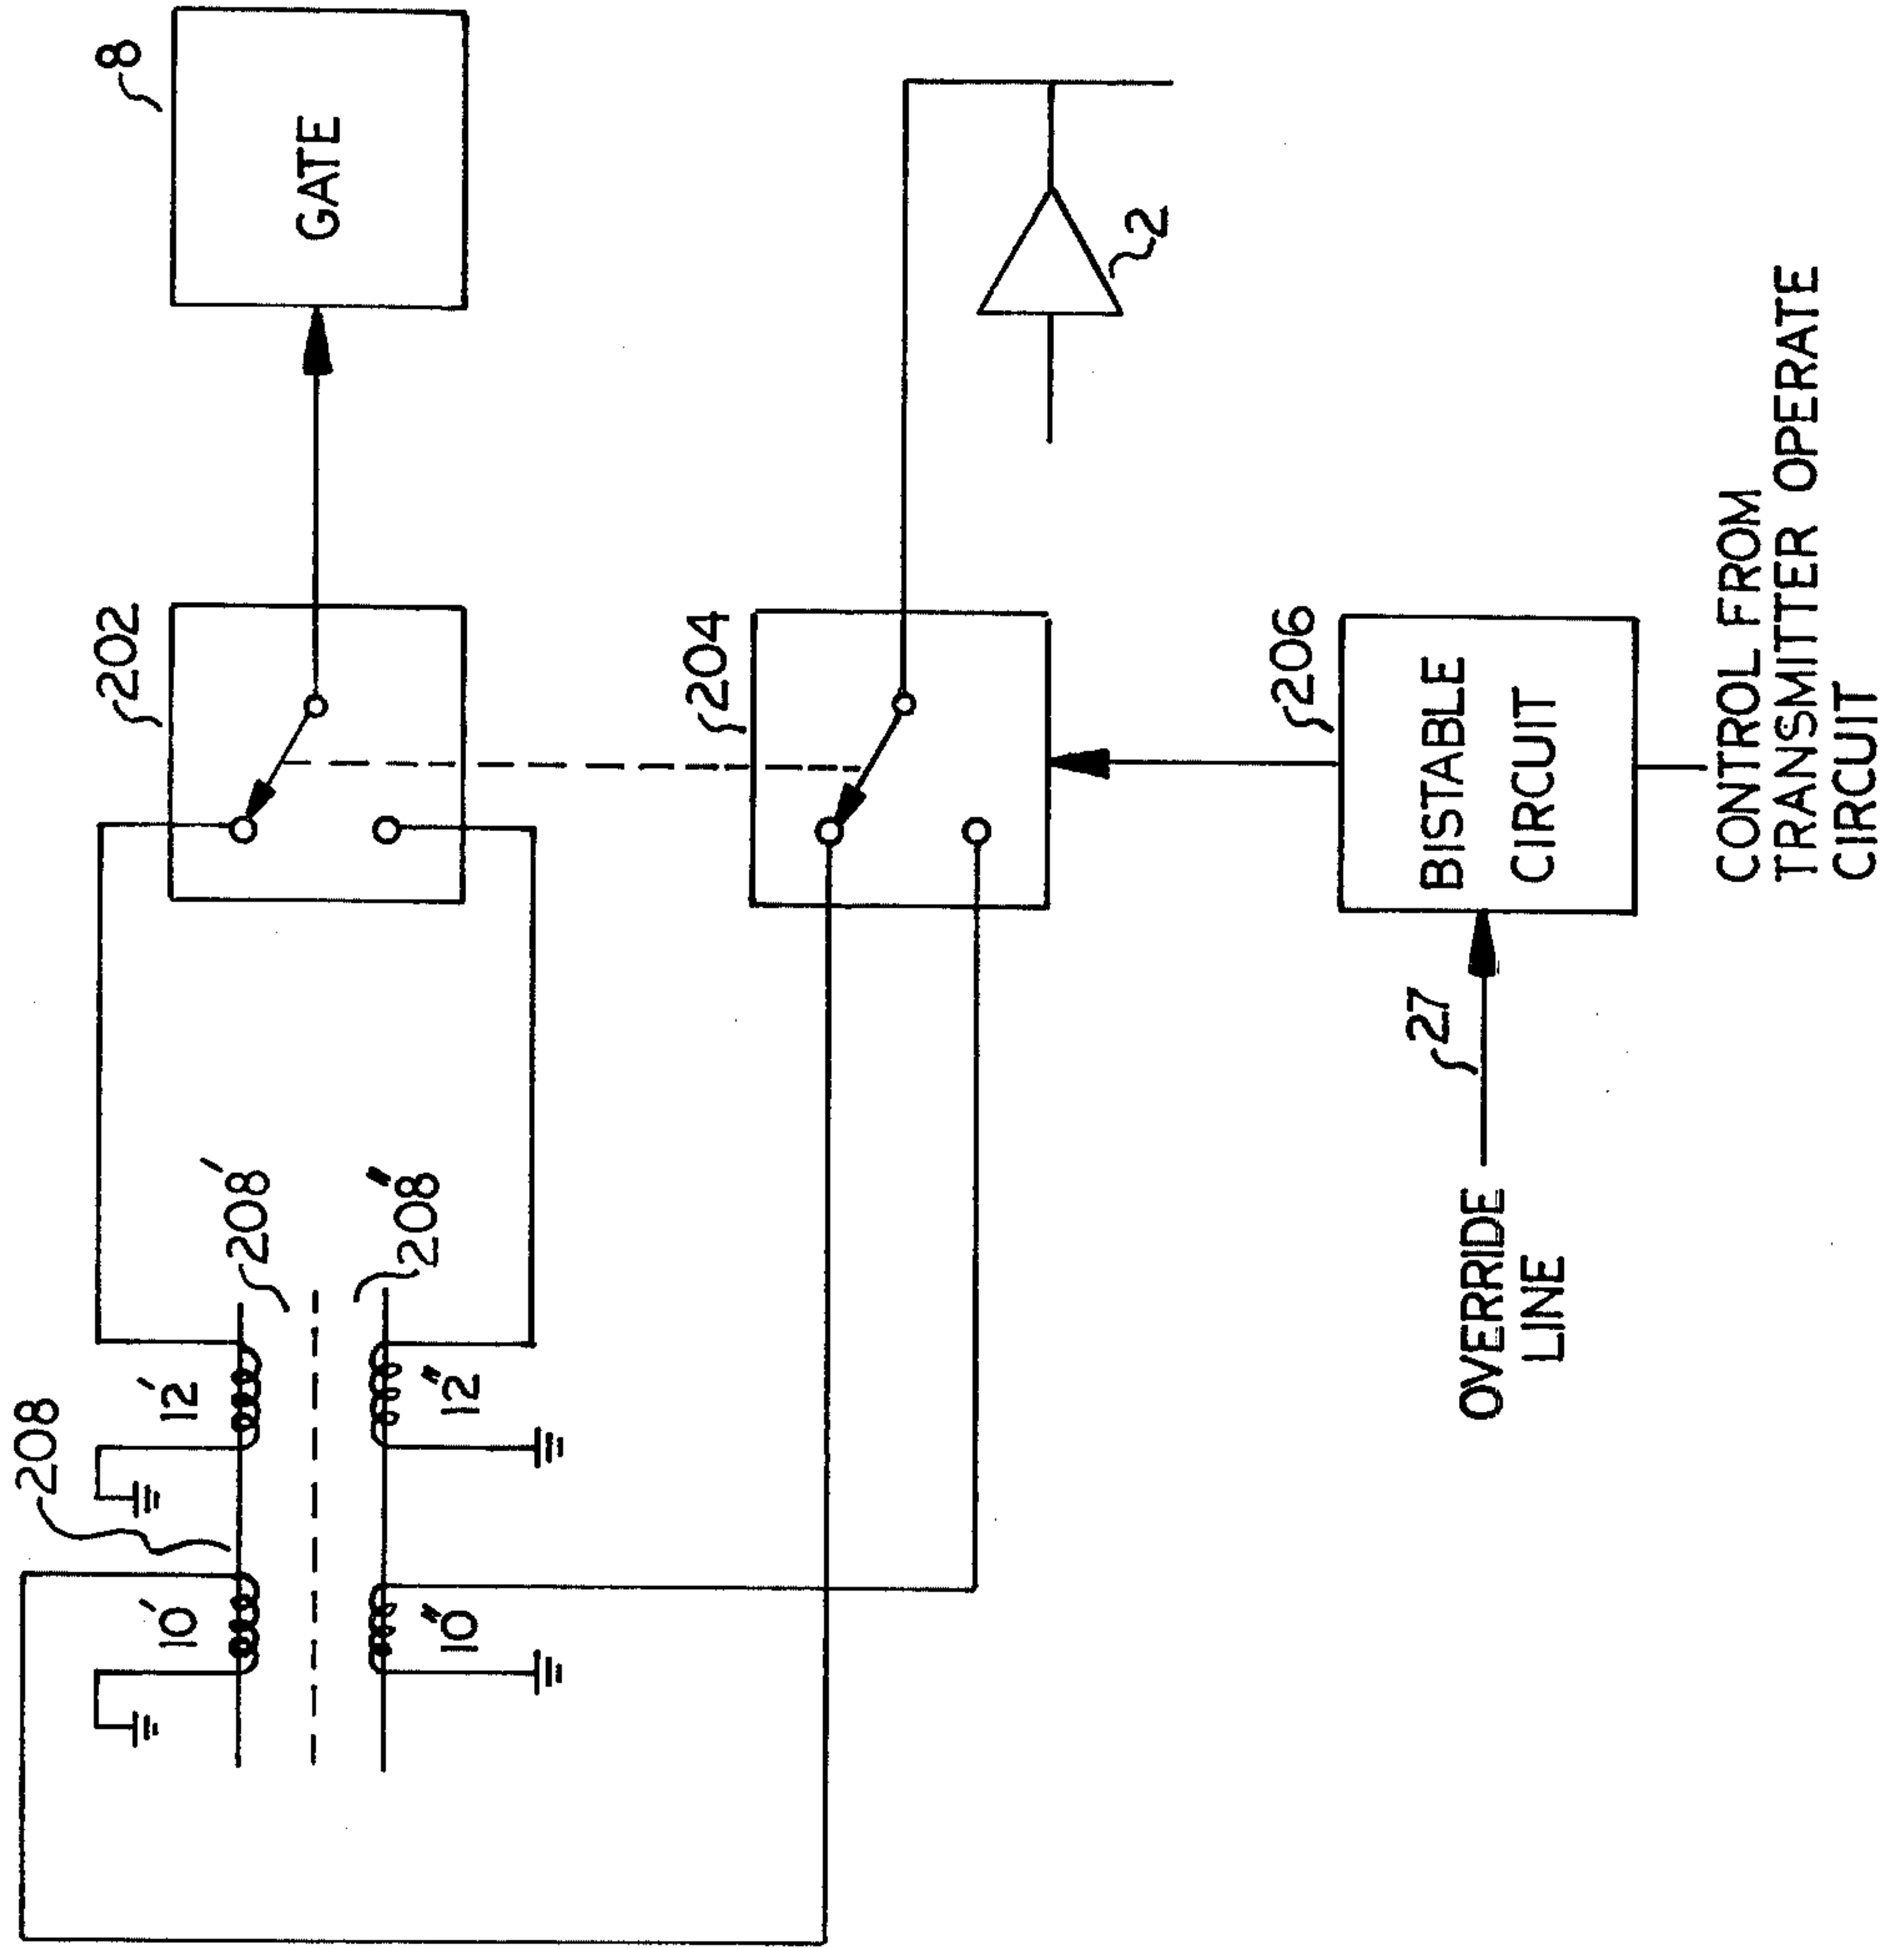 208
202
8
10'
12'
208'
GATE
208"
10"
12"
204
2
206
27
OVERRIDE
LINE
BISTABLE
CIRCUIT
CONTROL FROM
TRANSMITTER OPERATE
CIRCUIT